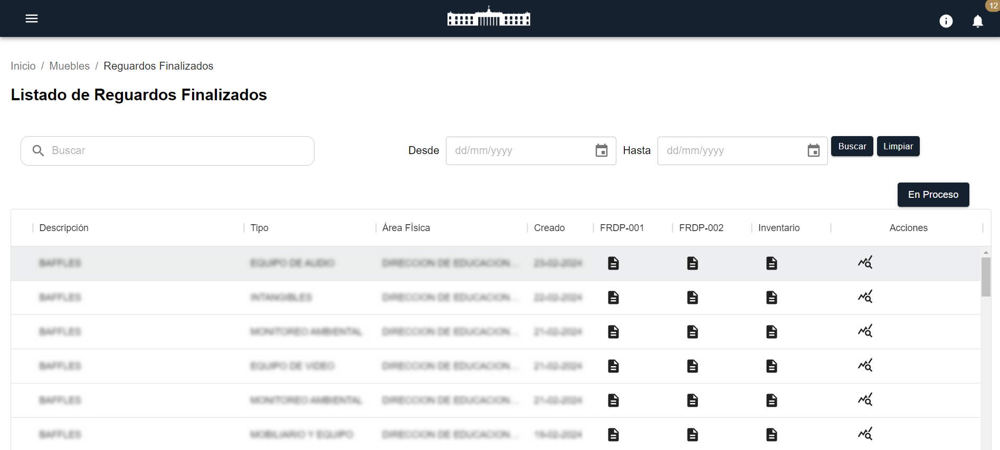 12
Inicio / Muebles / Reguardos Finalizados
Listado de Reguardos Finalizados
Buscar Desde dd/mm/yyyy Hasta dd/mm/yyyy Buscar Limpiar
En Proceso
Descripción Tipo Área Física Creado FRDP-001 FRDP-002 Inventario Acciones
BAFFLES EQUIPO DE AUDIO DIRECCION DE EDUCACION... 23-02-2024
BAFFLES INTANGIBLES DIRECCION DE EDUCACION... 22-02-2024
BAFFLES MONITOREO AMBIENTAL DIRECCION DE EDUCACION... 21-02-2024
BAFFLES EQUIPO DE VIDEO DIRECCION DE EDUCACION... 21-02-2024
BAFFLES MONITOREO AMBIENTAL DIRECCION DE EDUCACION... 21-02-2024
BAFFLES MOBILIARIO Y EQUIPO DIRECCION DE EDUCACION... 19-02-2024